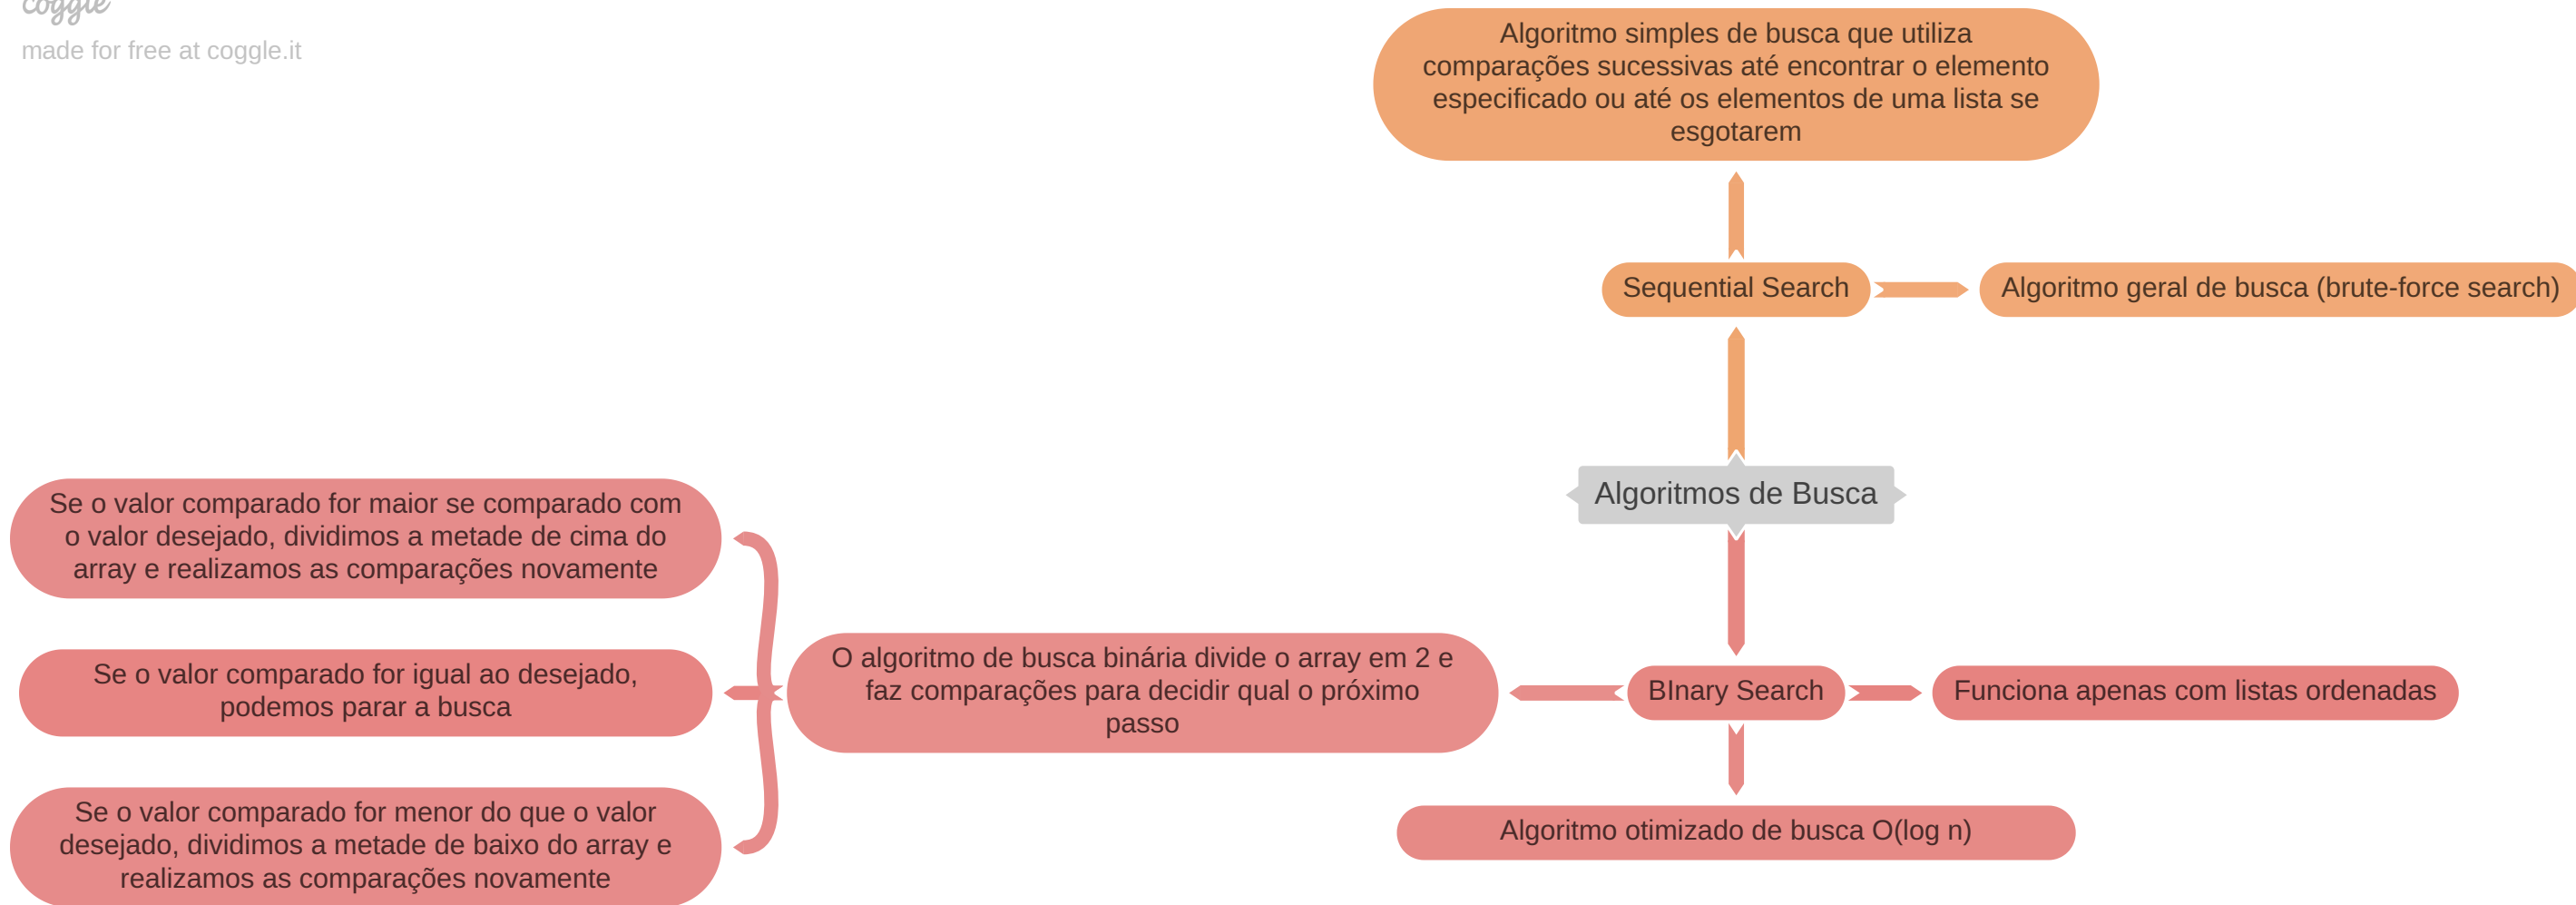 coggle
made for free at coggle.it
Algoritmo simples de busca que utiliza
comparações sucessivas até encontrar o elemento
especificado ou até os elementos de uma lista se
esgotarem
Sequential Search
Algoritmo geral de busca (brute-force search)
Algoritmos de Busca
Se o valor comparado for maior se comparado com
o valor desejado, dividimos a metade de cima do
array e realizamos as comparações novamente
Se o valor comparado for igual ao desejado,
podemos parar a busca
Se o valor comparado for menor do que o valor
desejado, dividimos a metade de baixo do array e
realizamos as comparações novamente
O algoritmo de busca binária divide o array em 2 e
faz comparações para decidir qual o próximo
passo
BInary Search
Funciona apenas com listas ordenadas
Algoritmo otimizado de busca O(log n)